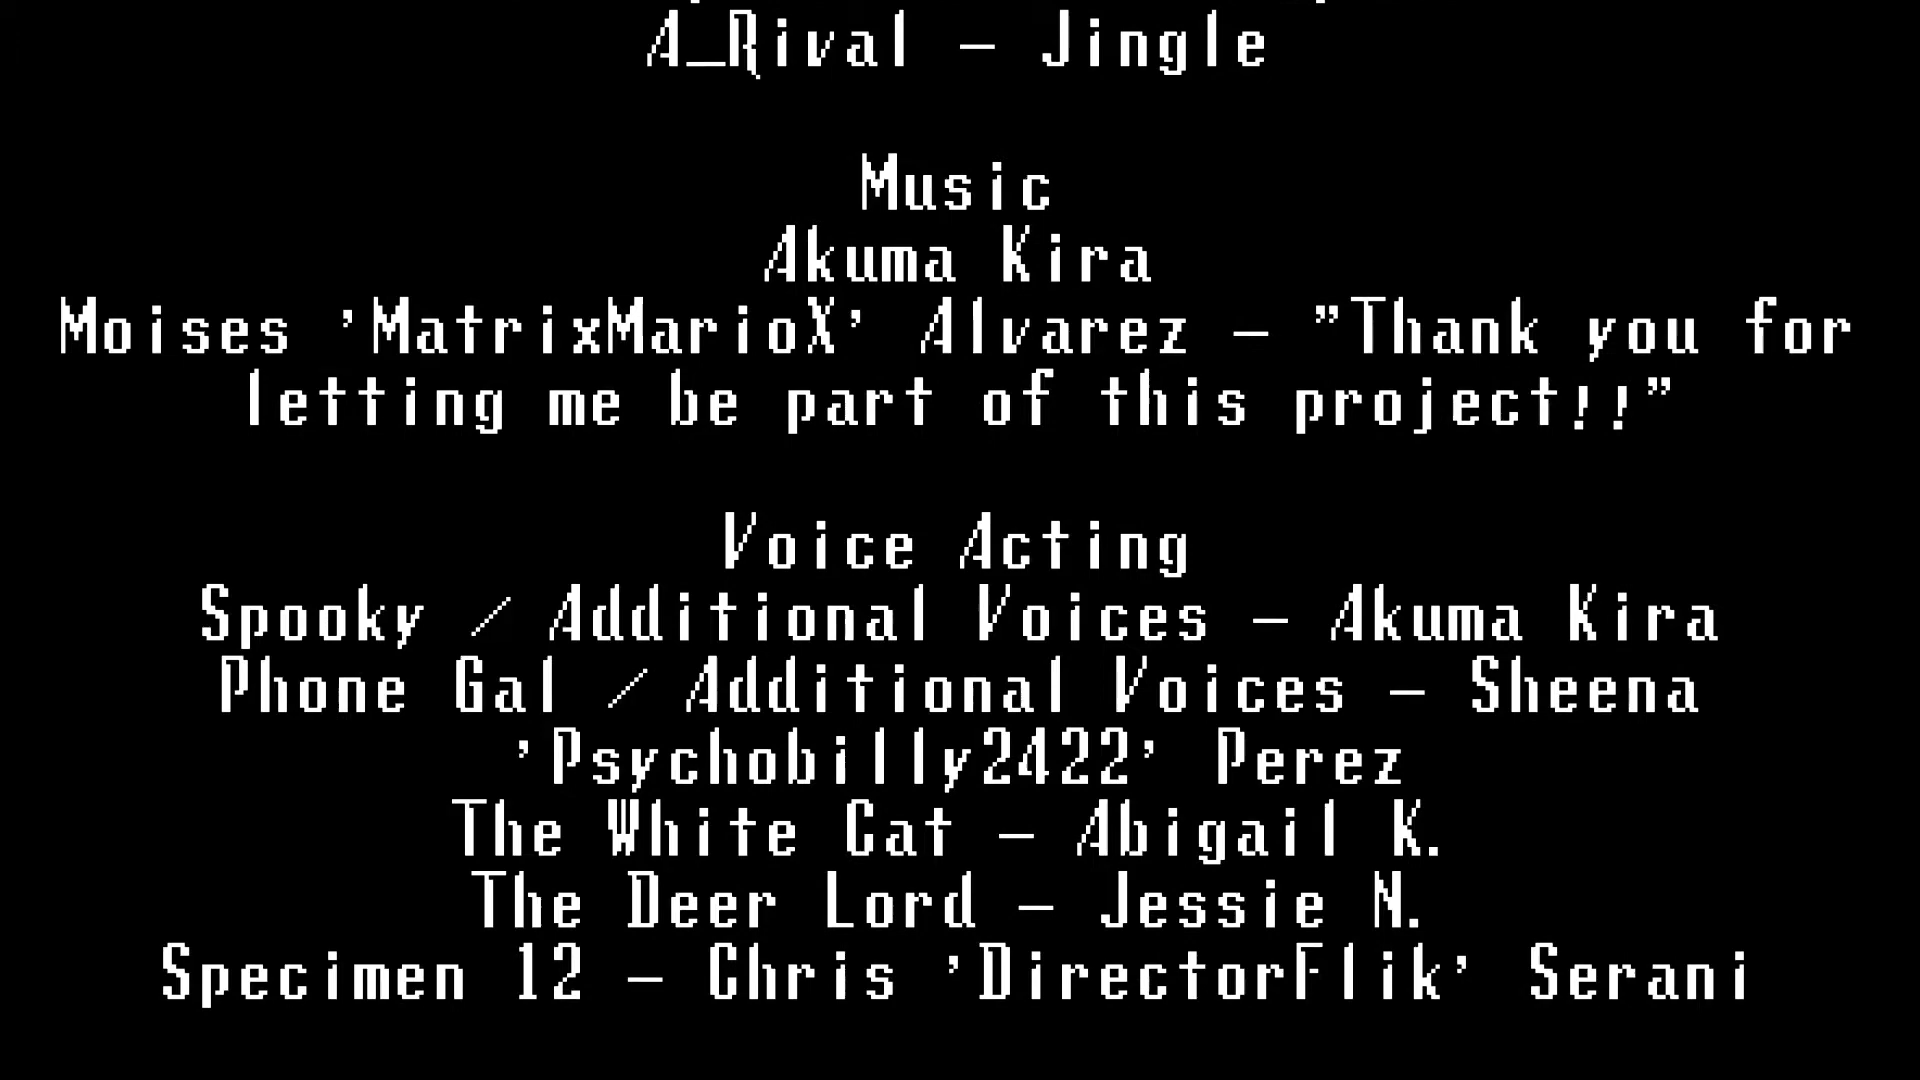 A_Rival - Jingle
Music
Akuma Kira
Moises 'MatrixMarioX' Alvarez - "Thank you for
letting me be part of this project!!"
Voice Acting
Spooky / Additional Voices - Akuma Kira
Phone Gal / Additional Voices - Sheena
'Psychobilly2422' Perez
The White Cat - Abigail K.
The Deer Lord - Jessie N.
Specimen 12 - Chris 'DirectorFlik' Serani